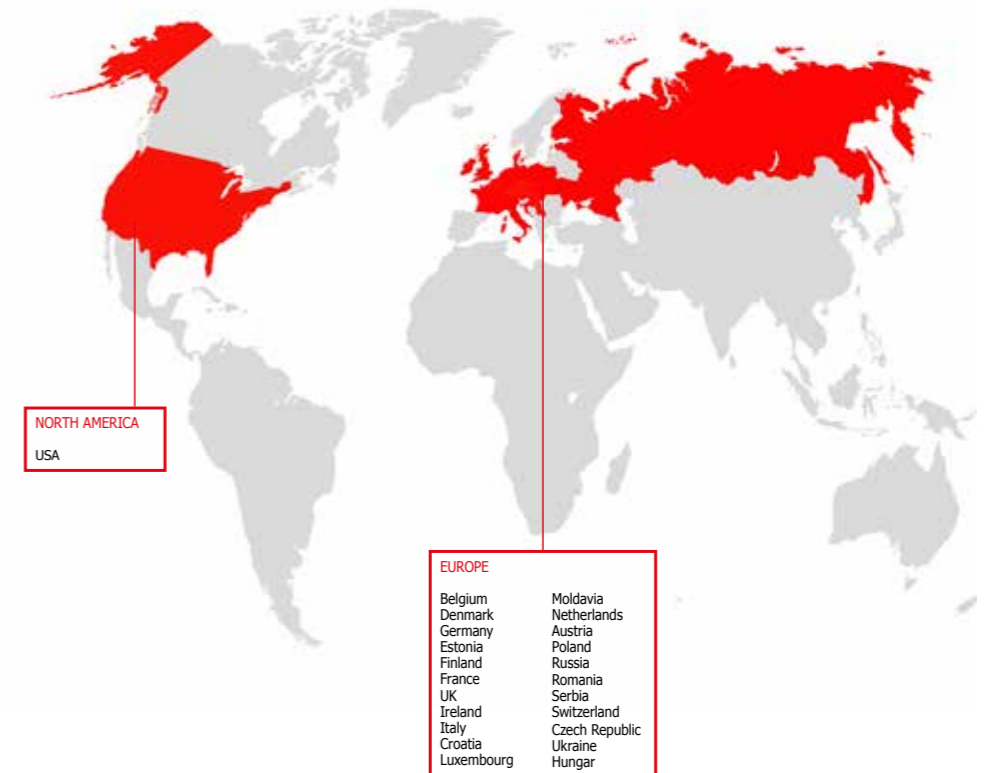 NORTH AMERICA
USA
EUROPE
Belgium
Denmark
Germany
Estonia
Finland
France
UK
Ireland
Italy
Croatia
Luxembourg
Moldavia
Netherlands
Austria
Poland
Russia
Romania
Serbia
Switzerland
Czech Republic
Ukraine
Hungar